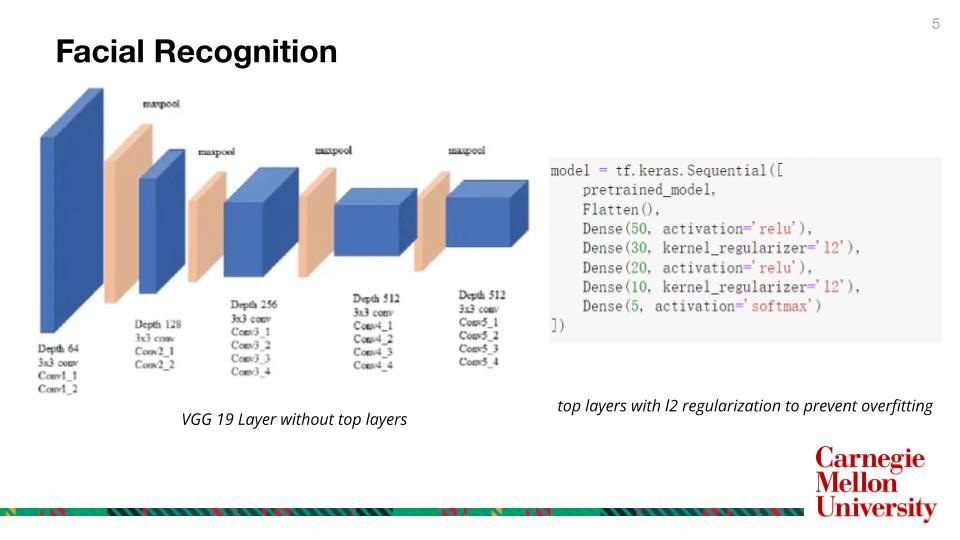 5
Facial Recognition
maxpool
maxpool
maxpool
maxpool
Depth 64
3x3 conv
Conv1_1
Conv1_2
Depth 128
3x3 conv
Conv2_1
Conv2_2
Depth 256
3x3 conv
Conv3_1
Conv3_2
Conv3_3
Conv3_4
Depth 512
3x3 conv
Conv4_1
Conv4_2
Conv4_3
Conv4_4
Depth 512
3x3 conv
Conv5_1
Conv5_2
Conv5_3
Conv5_4
VGG 19 Layer without top layers
model = tf.keras.Sequential([
    pretrained_model,
    Flatten(),
    Dense(50, activation='relu'),
    Dense(30, kernel_regularizer='l2'),
    Dense(20, activation='relu'),
    Dense(10, kernel_regularizer='l2'),
    Dense(5, activation='softmax')
])
top layers with l2 regularization to prevent overfitting
Carnegie
Mellon
University